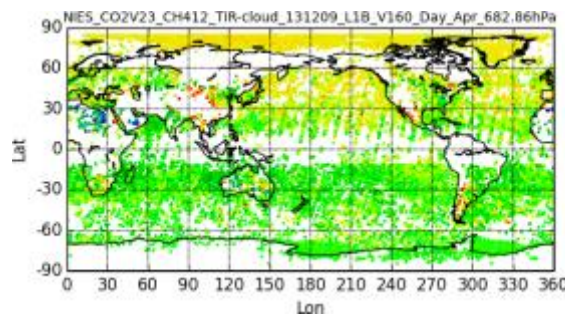 NIES_CO2V23_CH412_TIR-cloud_131209_L1B_V160_Day_Apr_682.86hPa
90
60
30
0
-30
-60
-90
Lat
0 30 60 90 120 150 180 210 240 270 300 330 360
Lon